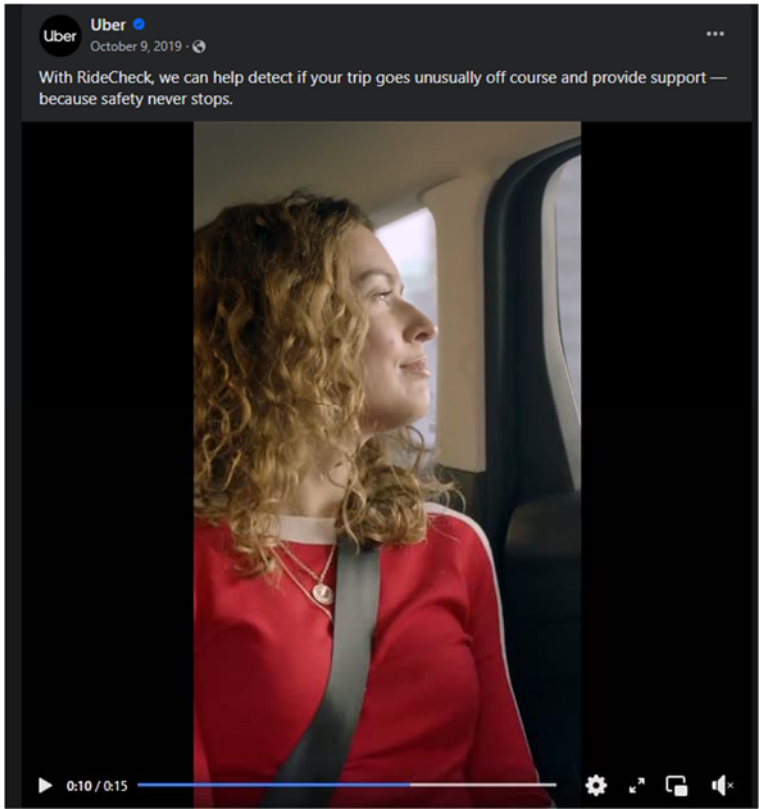 Uber
Uber
October 9, 2019 ·
With RideCheck, we can help detect if your trip goes unusually off course and provide support —
because safety never stops.
0:10 / 0:15